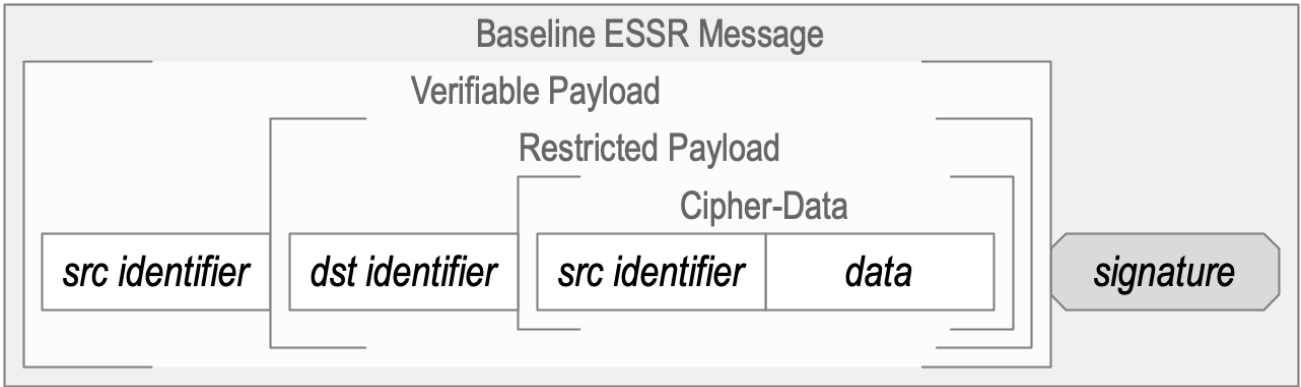 Baseline ESSR Message
Verifiable Payload
Restricted Payload
Cipher-Data
src identifier dst identifier src identifier data signature